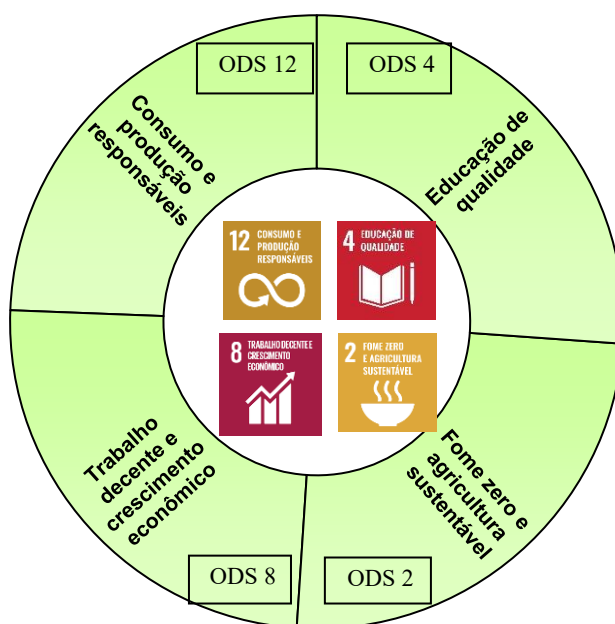 ODS 12
ODS 4
Consumo e
produção
responsáveis
Educação de
qualidade
12 CONSUMO E
PRODUÇÃO
RESPONSÁVEIS
4 EDUCAÇÃO DE
QUALIDADE
8 TRABALHO DECENTE E
CRESCIMENTO
ECONÔMICO
2 FOME ZERO
E AGRICULTURA
SUSTENTÁVEL
Trabalho
decente e
crescimento
econômico
Fome zero e
agricultura
sustentável
ODS 8
ODS 2